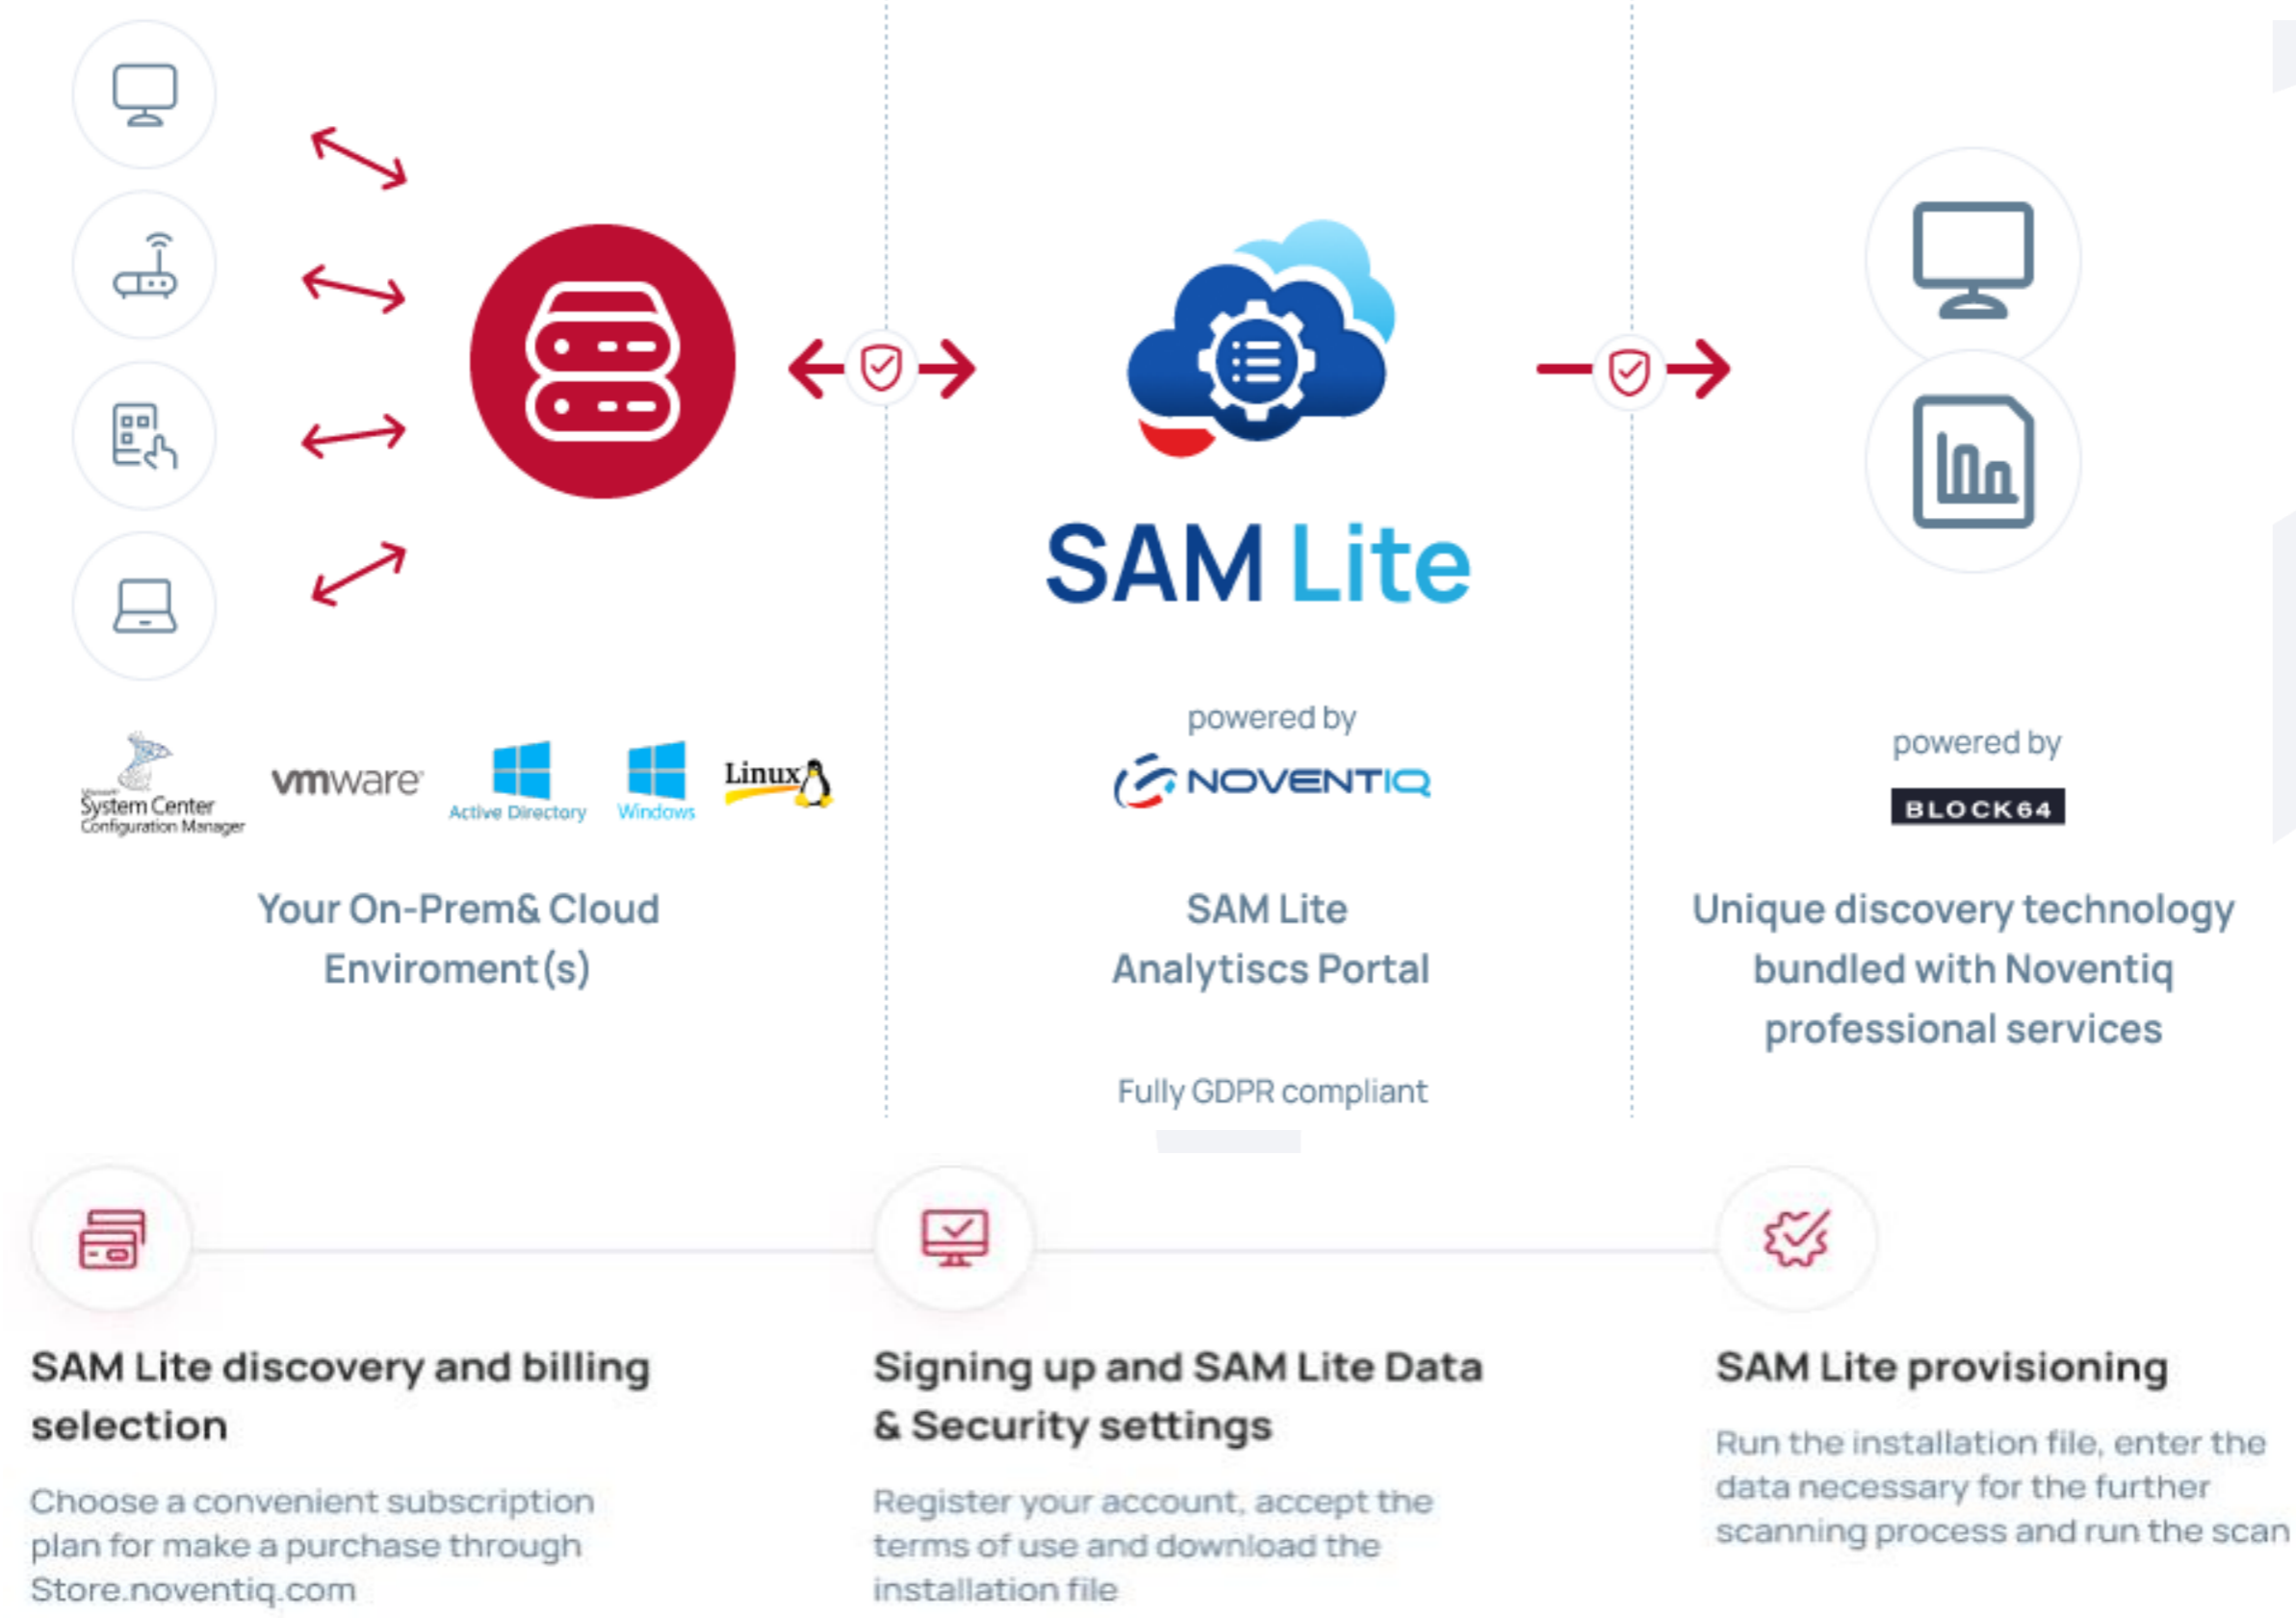 SAM Lite
powered by
NOVENTIQ
powered by
BLOCK64
Microsoft
System Center
Configuration Manager
vmware
Active Directory
Windows
Linux
Your On-Prem& Cloud
Enviroment(s)
SAM Lite
Analytiscs Portal
Fully GDPR compliant
Unique discovery technology
bundled with Noventiq
professional services
SAM Lite discovery and billing
selection
Choose a convenient subscription
plan for make a purchase through
Store.noventiq.com
Signing up and SAM Lite Data
& Security settings
Register your account, accept the
terms of use and download the
installation file
SAM Lite provisioning
Run the installation file, enter the
data necessary for the further
scanning process and run the scan